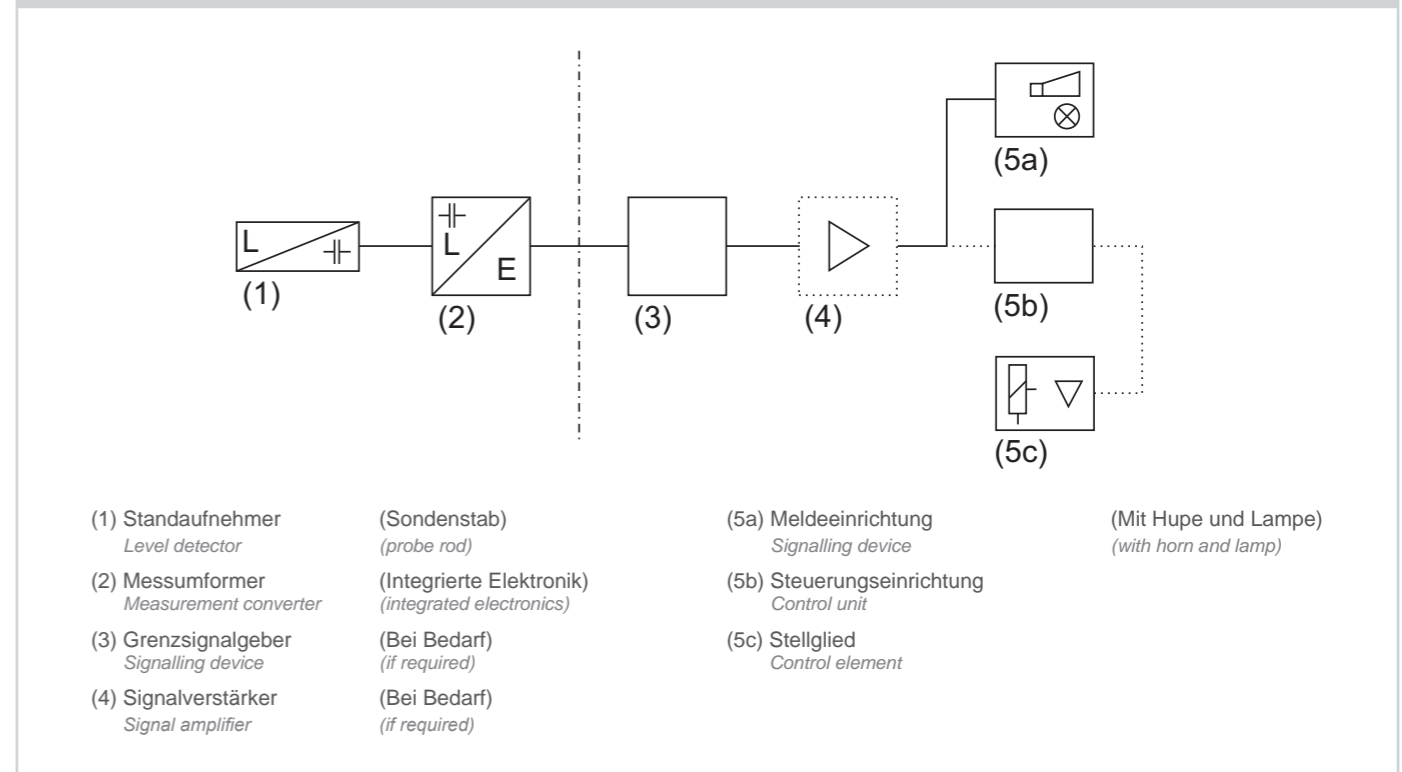 (5a)
L
L
E
(1)
(2)
(3)
(4)
(5b)
(5c)
(1) Standaufnehmer (Sondenstab)
Level detector (probe rod)
(2) Messumformer (Integrierte Elektronik)
Measurement converter (integrated electronics)
(3) Grenzsignalgeber (Bei Bedarf)
Signalling device (if required)
(4) Signalverstärker (Bei Bedarf)
Signal amplifier (if required)
(5a) Meldeeinrichtung (Mit Hupe und Lampe)
Signalling device (with horn and lamp)
(5b) Steuerungseinrichtung
Control unit
(5c) Stellglied
Control element